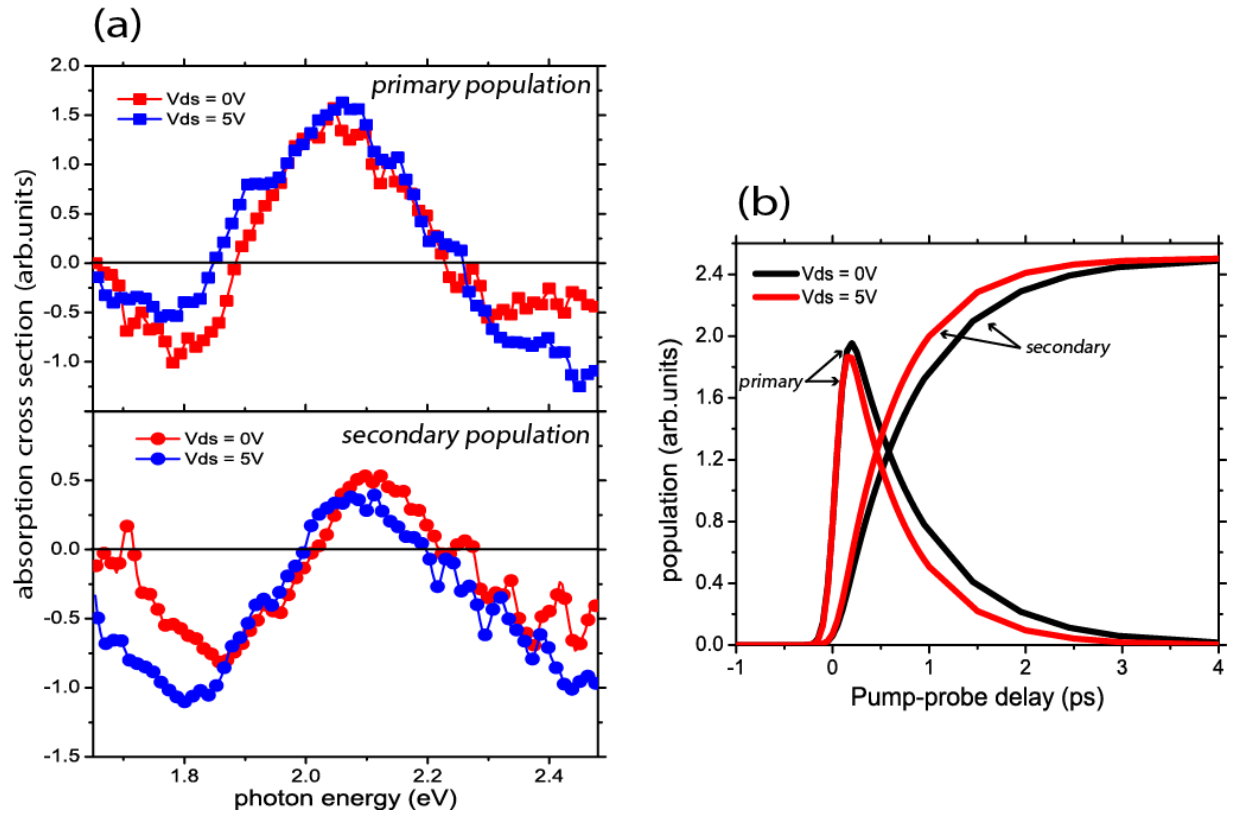 (a)
absorption cross section (arb.units)
2.0
1.5
1.0
0.5
0.0
-0.5
-1.0
primary population
Vds = 0V
Vds = 5V
0.5
0.0
-0.5
-1.0
-1.5
secondary population
Vds = 0V
Vds = 5V
1.8
2.0
2.2
2.4
photon energy (eV)
(b)
population (arb.units)
2.4
2.0
1.6
1.2
0.8
0.4
0.0
Vds = 0V
Vds = 5V
primary
secondary
-1
0
1
2
3
4
Pump-probe delay (ps)